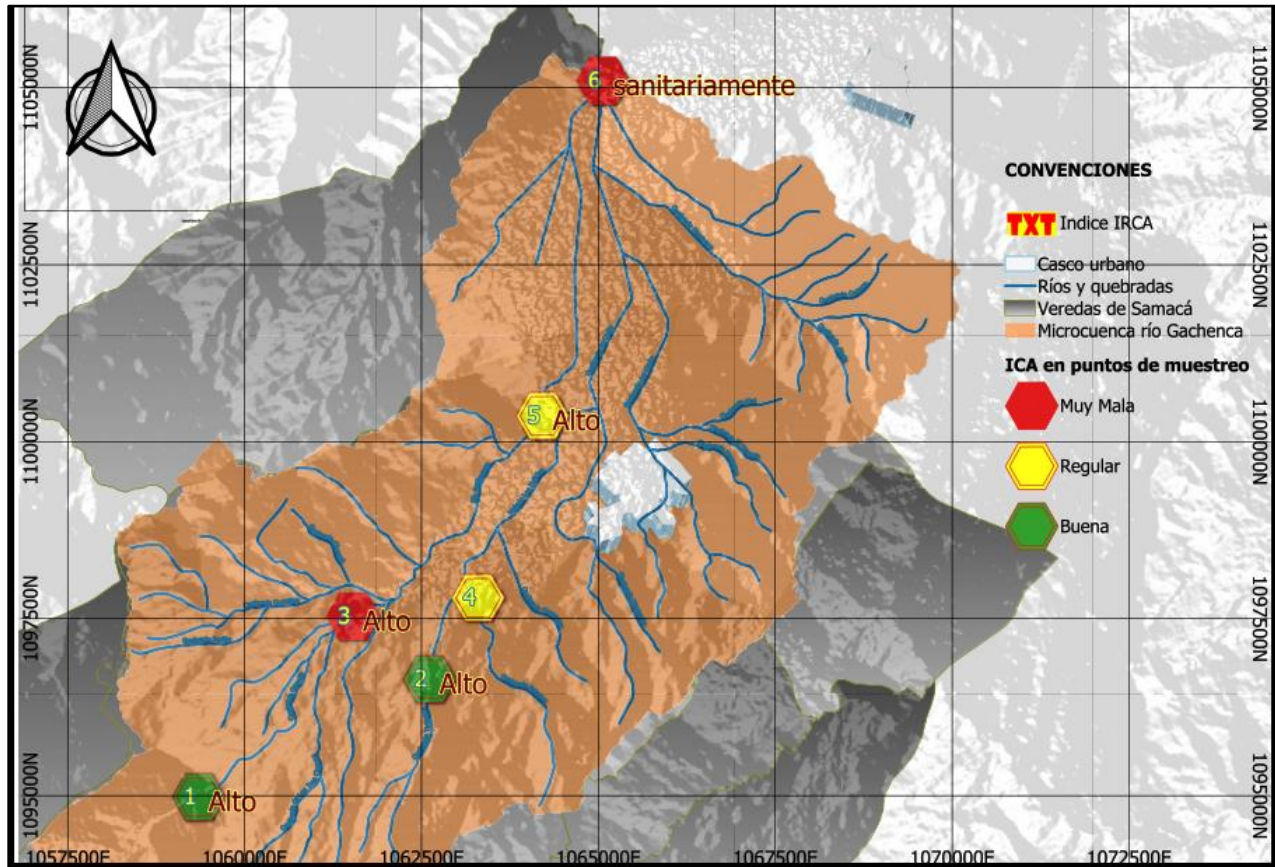 6 sanitariamente
1105000N
1105000N
CONVENCIONES
TXT Indice IRCA
Casco urbano
Ríos y quebradas
Veredas de Samacá
Microcuenca río Gachenca
ICA en puntos de muestreo
Muy Mala
Regular
Buena
1102500N
1102500N
5 Alto
1100000N
1100000N
4
3 Alto
1097500N
1097500N
2 Alto
1 Alto
1095000N
1095000N
1057500E
1060000E
1062500E
1065000E
1067500E
1070000E
1072500E